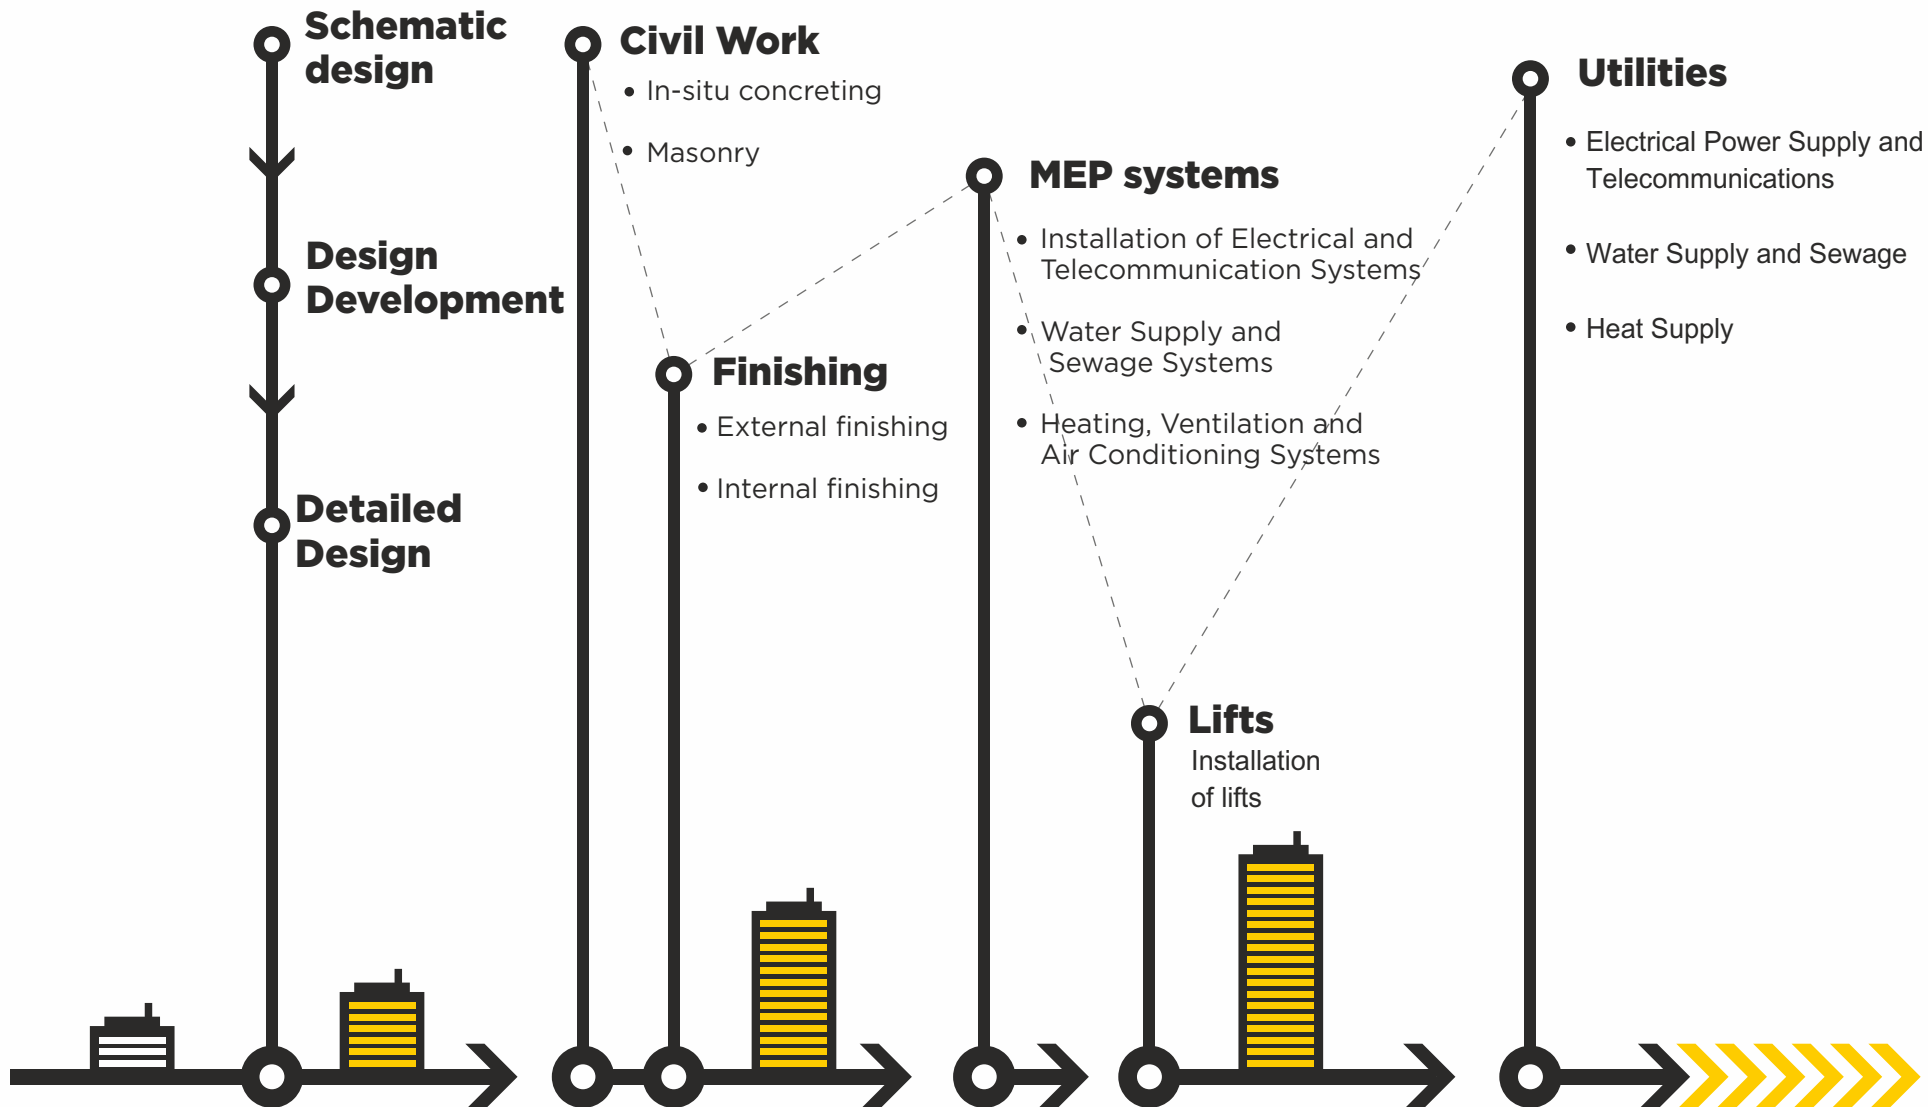 Schematic
design
Design
Development
Detailed
Design
Civil Work
• In-situ concreting
• Masonry
Finishing
• External finishing
• Internal finishing
MEP systems
• Installation of Electrical and
Telecommunication Systems
• Water Supply and
Sewage Systems
• Heating, Ventilation and
Air Conditioning Systems
Lifts
Installation
of lifts
Utilities
• Electrical Power Supply and
Telecommunications
• Water Supply and Sewage
• Heat Supply